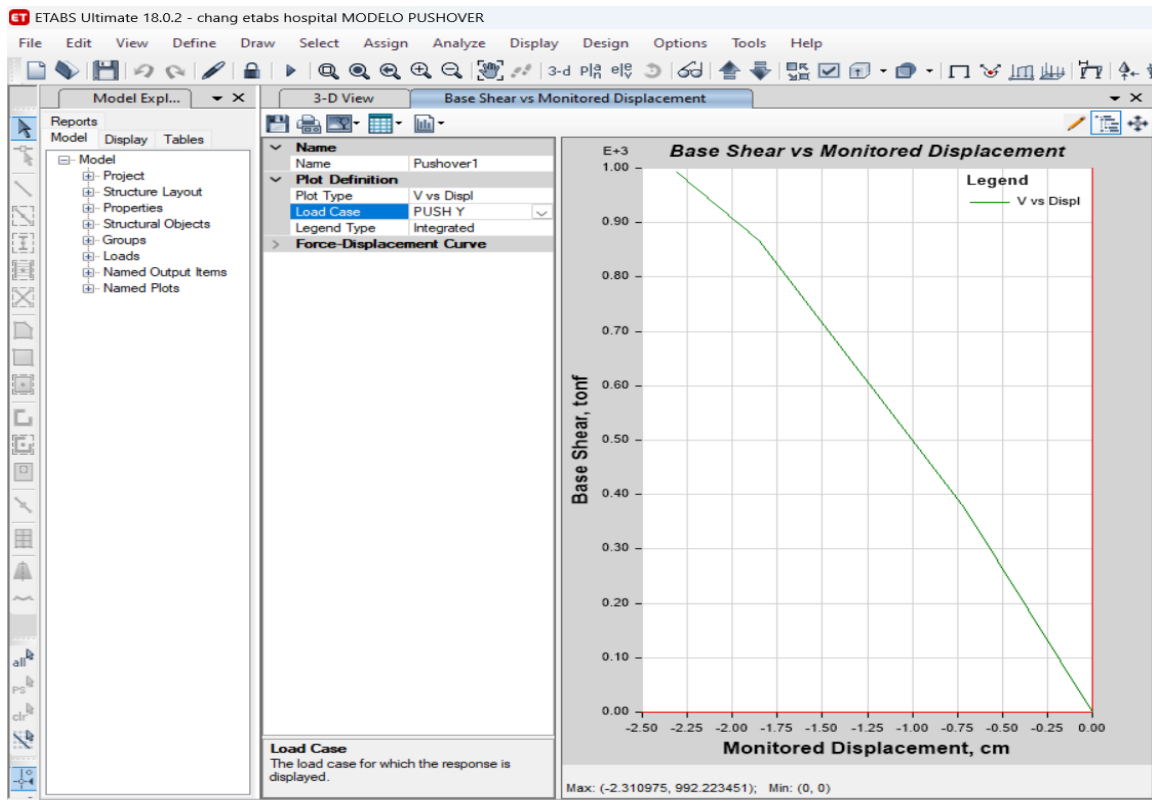 ET ETABS Ultimate 18.0.2 - chang etabs hospital MODELO PUSHOVER
File Edit View Define Draw Select Assign Analyze Display Design Options Tools Help
3-d
Model Expl...
3-D View
Base Shear vs Monitored Displacement
Reports
Model Display Tables
Model
Project
Structure Layout
Properties
Structural Objects
Groups
Loads
Named Output Items
Named Plots
all
PS
clr
Name
Name Pushover1
Plot Definition
Plot Type V vs Displ
Load Case PUSH Y
Legend Type Integrated
Force-Displacement Curve
Load Case
The load case for which the response is
displayed.
Base Shear vs Monitored Displacement
E+3
Legend
V vs Displ
1.00
0.90
0.80
0.70
0.60
0.50
0.40
0.30
0.20
0.10
0.00
Base Shear, tonf
-2.50 -2.25 -2.00 -1.75 -1.50 -1.25 -1.00 -0.75 -0.50 -0.25 0.00
Monitored Displacement, cm
Max: (-2.310975, 992.223451); Min: (0, 0)